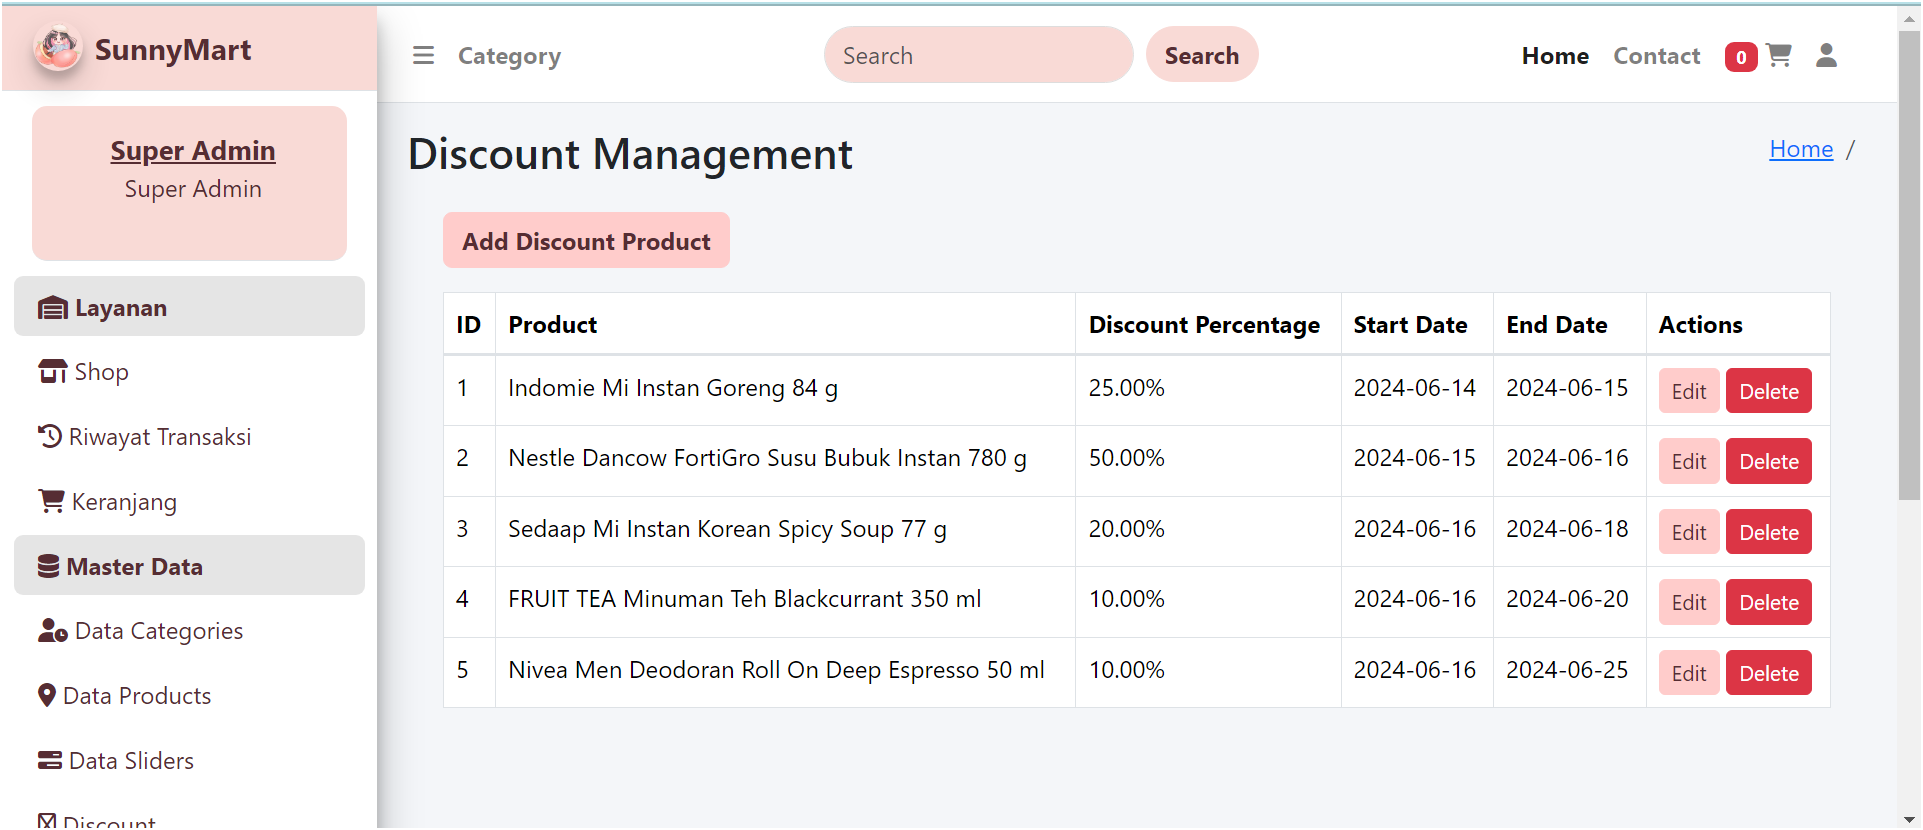 SunnyMart
Category
Search
Search
Home
Contact
0
Super Admin
Super Admin
Layanan
Shop
Riwayat Transaksi
Keranjang
Master Data
Data Categories
Data Products
Data Sliders
Discount
Discount Management
Home /
Add Discount Product
ID Product Discount Percentage Start Date End Date Actions
1 Indomie Mi Instan Goreng 84 g 25.00% 2024-06-14 2024-06-15 Edit Delete
2 Nestle Dancow FortiGro Susu Bubuk Instan 780 g 50.00% 2024-06-15 2024-06-16 Edit Delete
3 Sedaap Mi Instan Korean Spicy Soup 77 g 20.00% 2024-06-16 2024-06-18 Edit Delete
4 FRUIT TEA Minuman Teh Blackcurrant 350 ml 10.00% 2024-06-16 2024-06-20 Edit Delete
5 Nivea Men Deodoran Roll On Deep Espresso 50 ml 10.00% 2024-06-16 2024-06-25 Edit Delete